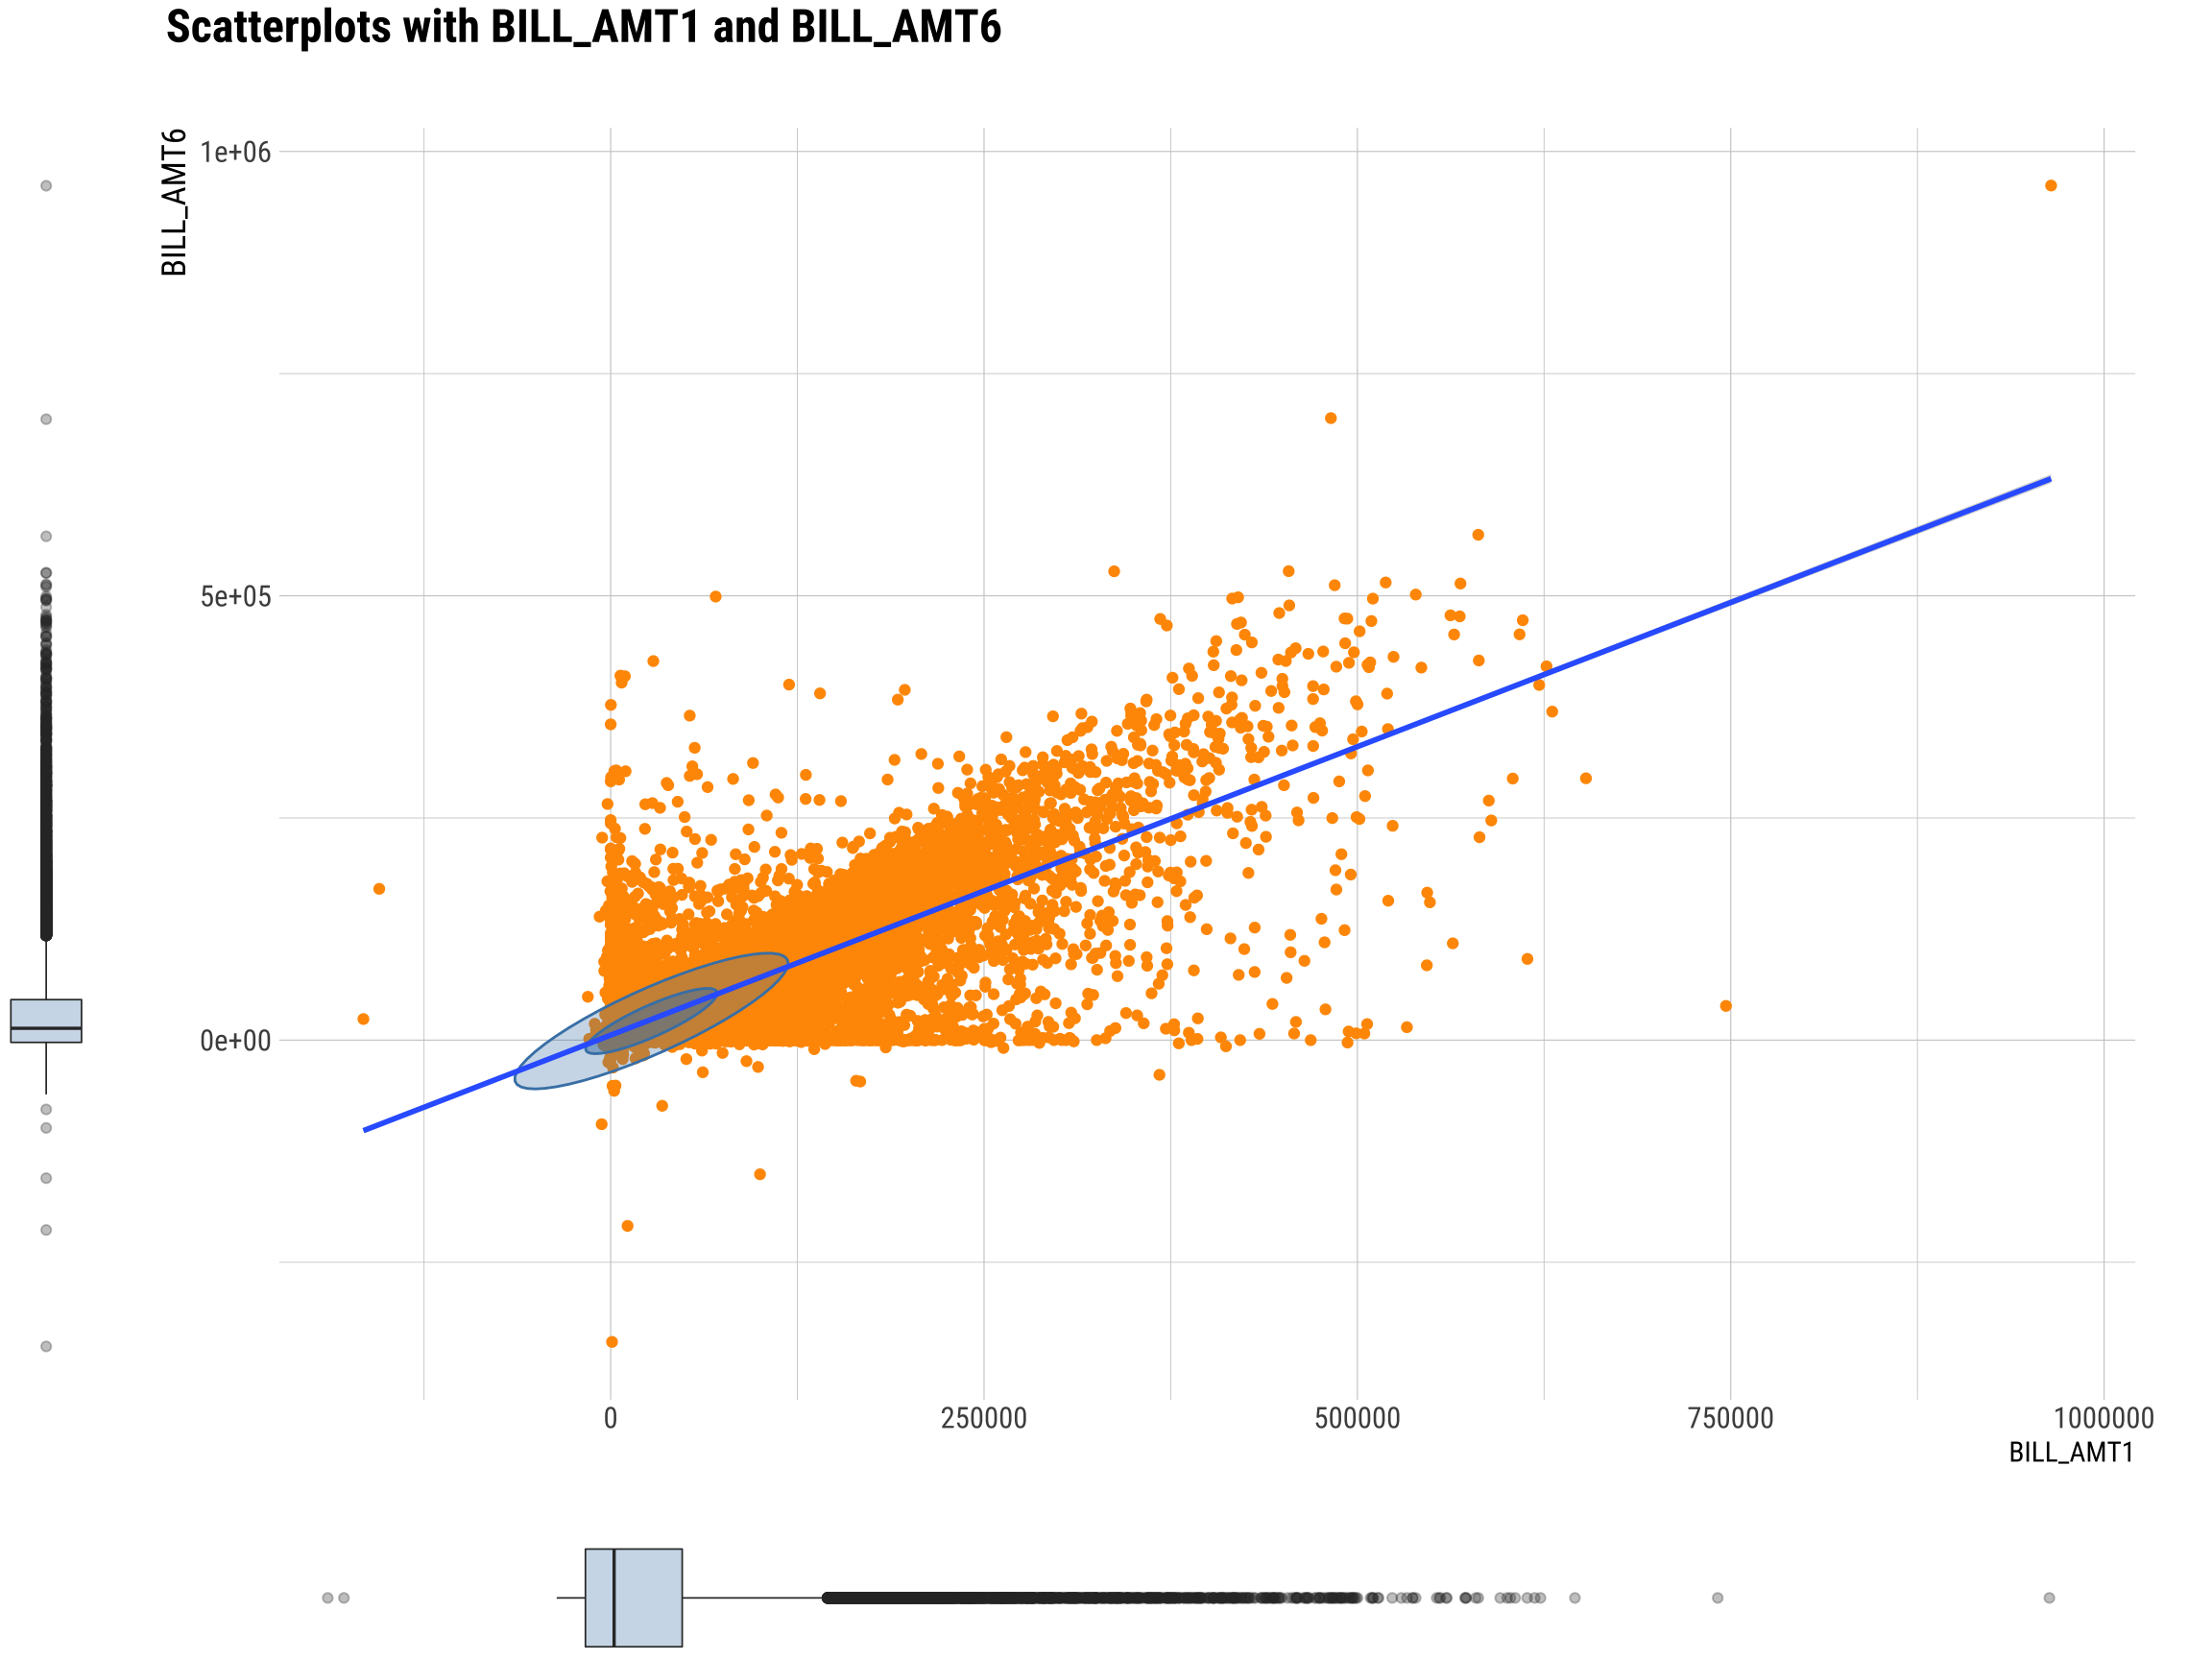 Scatterplots with BILL_AMT1 and BILL_AMT6
BILL_AMT6
1e+06
5e+05
0e+00
0 250000 500000 750000 1000000
BILL_AMT1